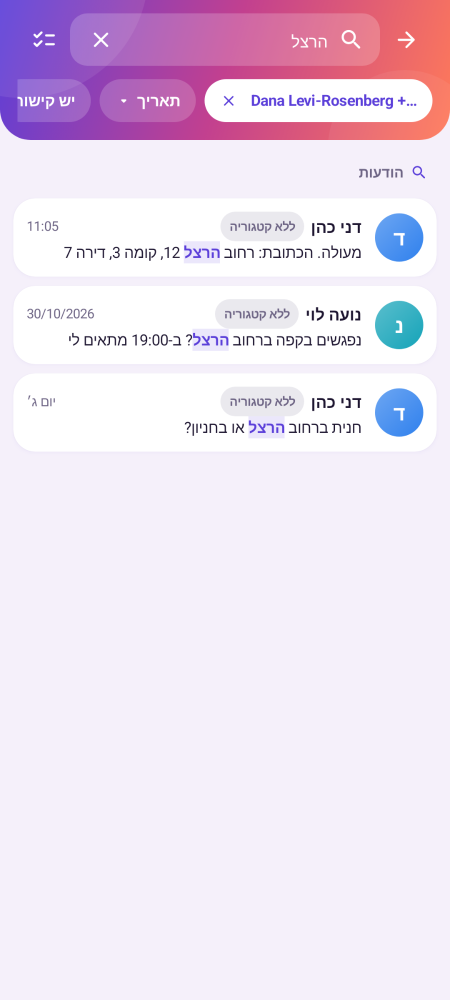 הרצל
Dana Levi-Rosenberg +...
תאריך
יש קישור
הודעות
ד
דני כהן
ללא קטגוריה
11:05
מעולה. הכתובת: רחוב הרצל 12, קומה 3, דירה 7
נ
נועה לוי
ללא קטגוריה
30/10/2026
נפגשים בקפה ברחוב הרצל? ב-19:00 מתאים לי
ד
דני כהן
ללא קטגוריה
יום ג׳
חנית ברחוב הרצל או בחניון?